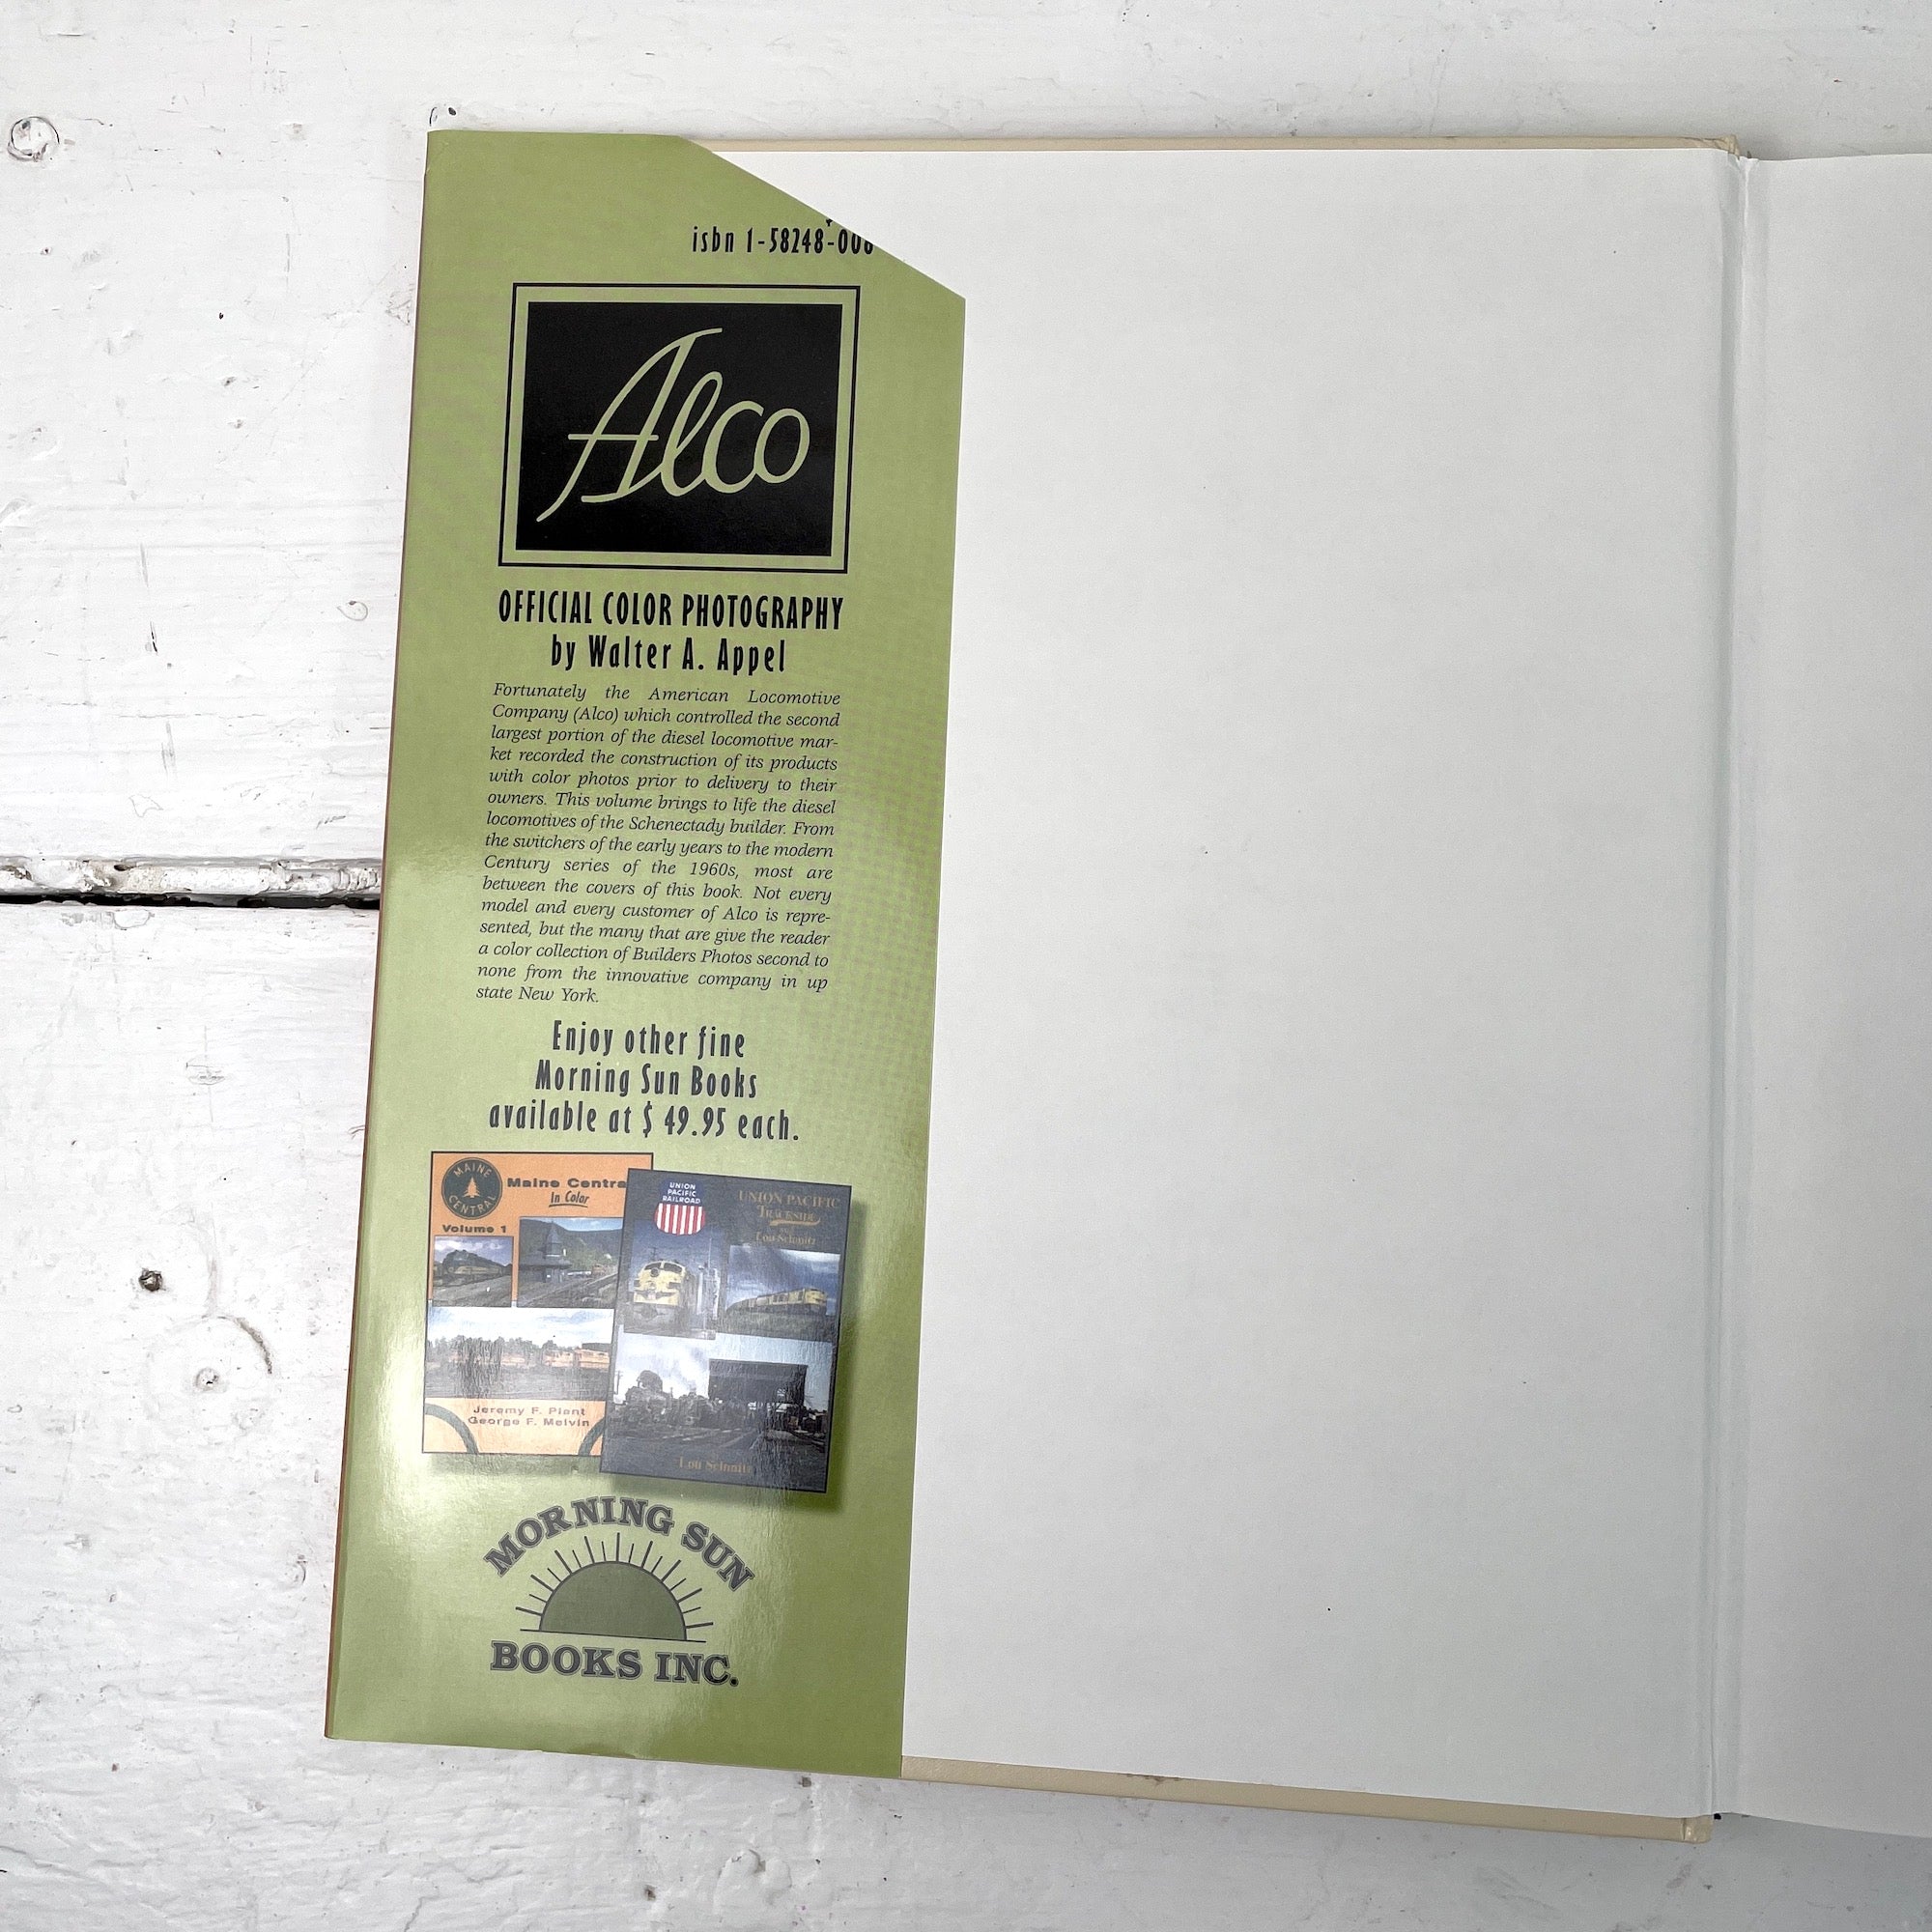 isbn 1-58248-00
Alco
OFFICIAL COLOR PHOTOGRAPHY
by Walter A. Appel
Fortunately the American Locomotive
Company (Alco) which controlled the second
largest portion of the diesel locomotive mar-
ket recorded the construction of its products
with color photos prior to delivery to their
owners. This volume brings to life the diesel
locomotives of the Schenectady builder. From
the switchers of the early years to the modern
Century series of the 1960s, most are
between the covers of this book. Not every
model and every customer of Alco is repre-
sented, but the many that are give the reader
a color collection of Builders Photos second to
none from the innovative company in up
state New York.
Enjoy other fine
Morning Sun Books
available at $ 49.95 each.
MAINE
CENTRAL
Maine Centra
In Color
Volume 1
Jeremy F. Plant
George F. Melvin
UNION
PACIFIC
RAILROAD
UNION PACIFIC
TRACKSIDE
Lou Schmitz
Lou Schmitz
MORNING SUN
BOOKS INC.